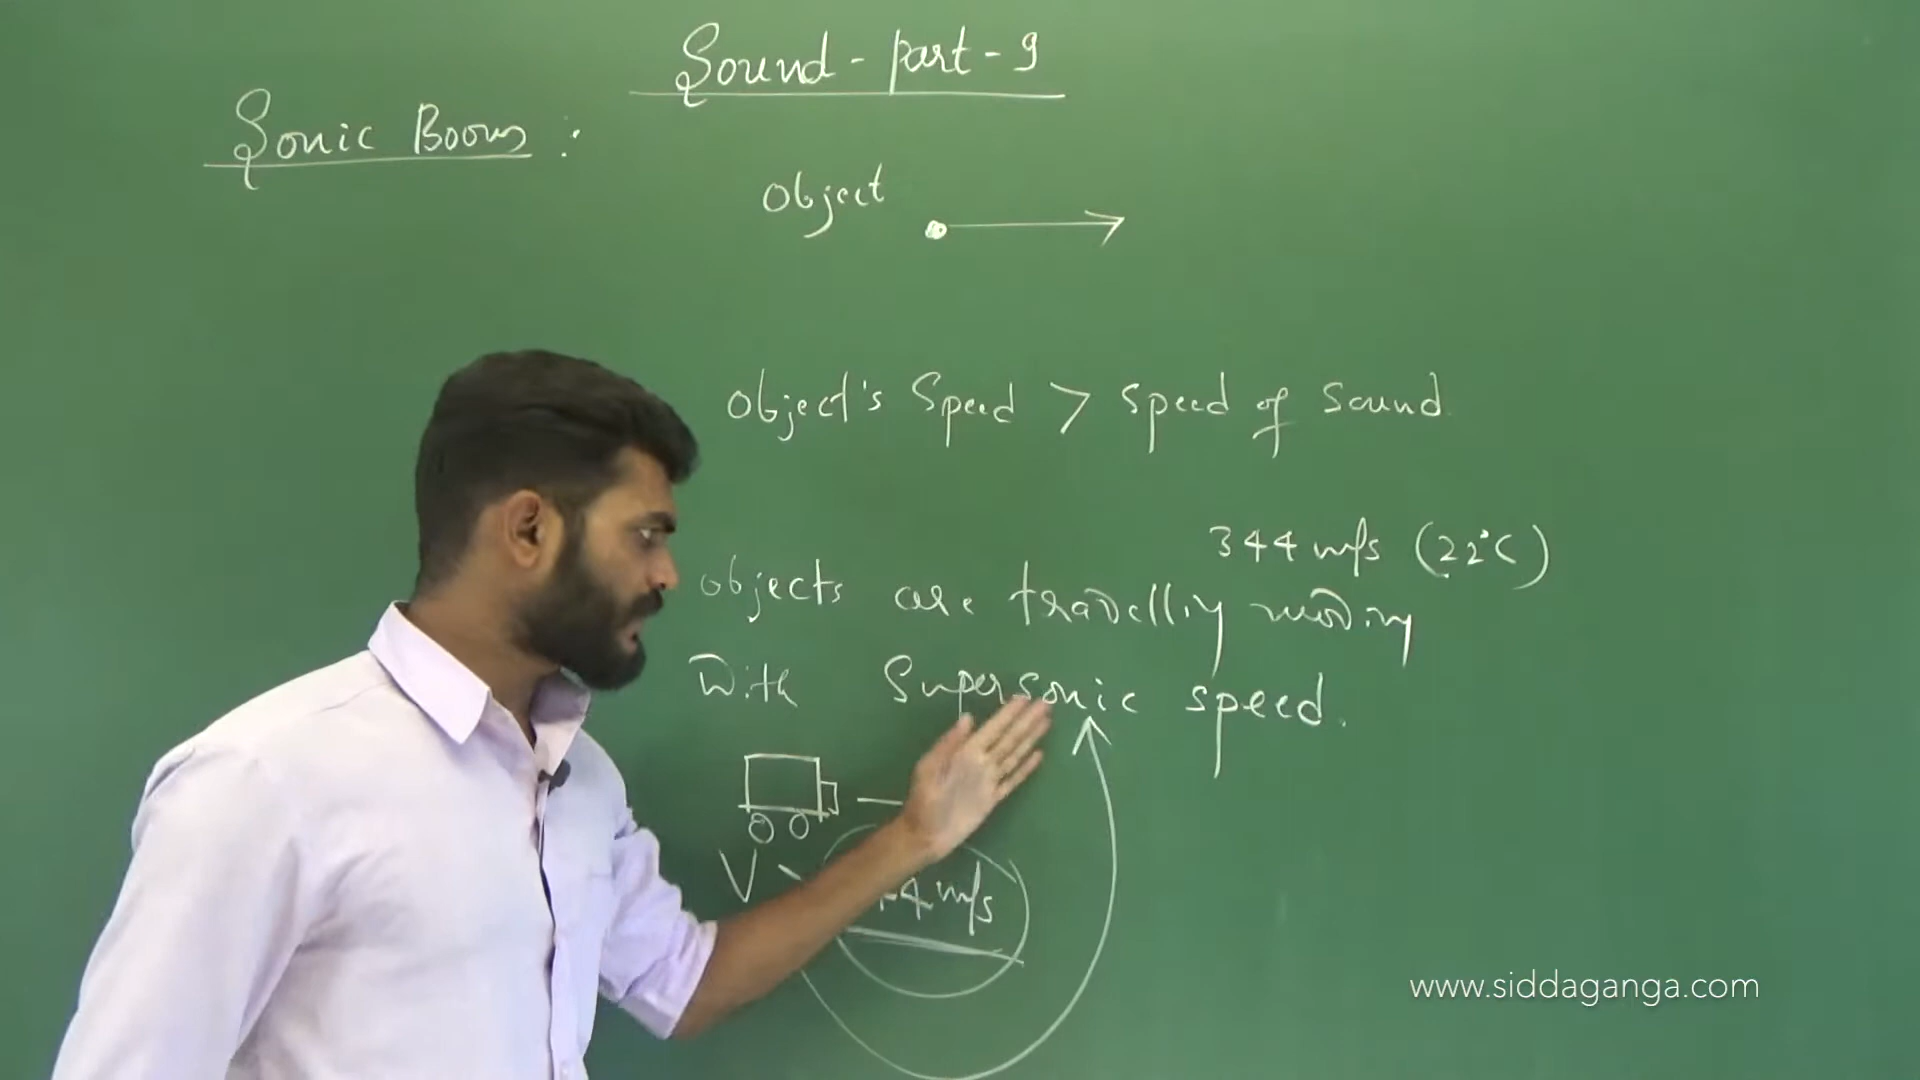 Sound - part - 9
Sonic Boom :
Object
Object's Speed > Speed of Sound
344 m/s (22°C)
objects are travelling moving
With Supersonic speed.
V
4 m/s
www.siddaganga.com